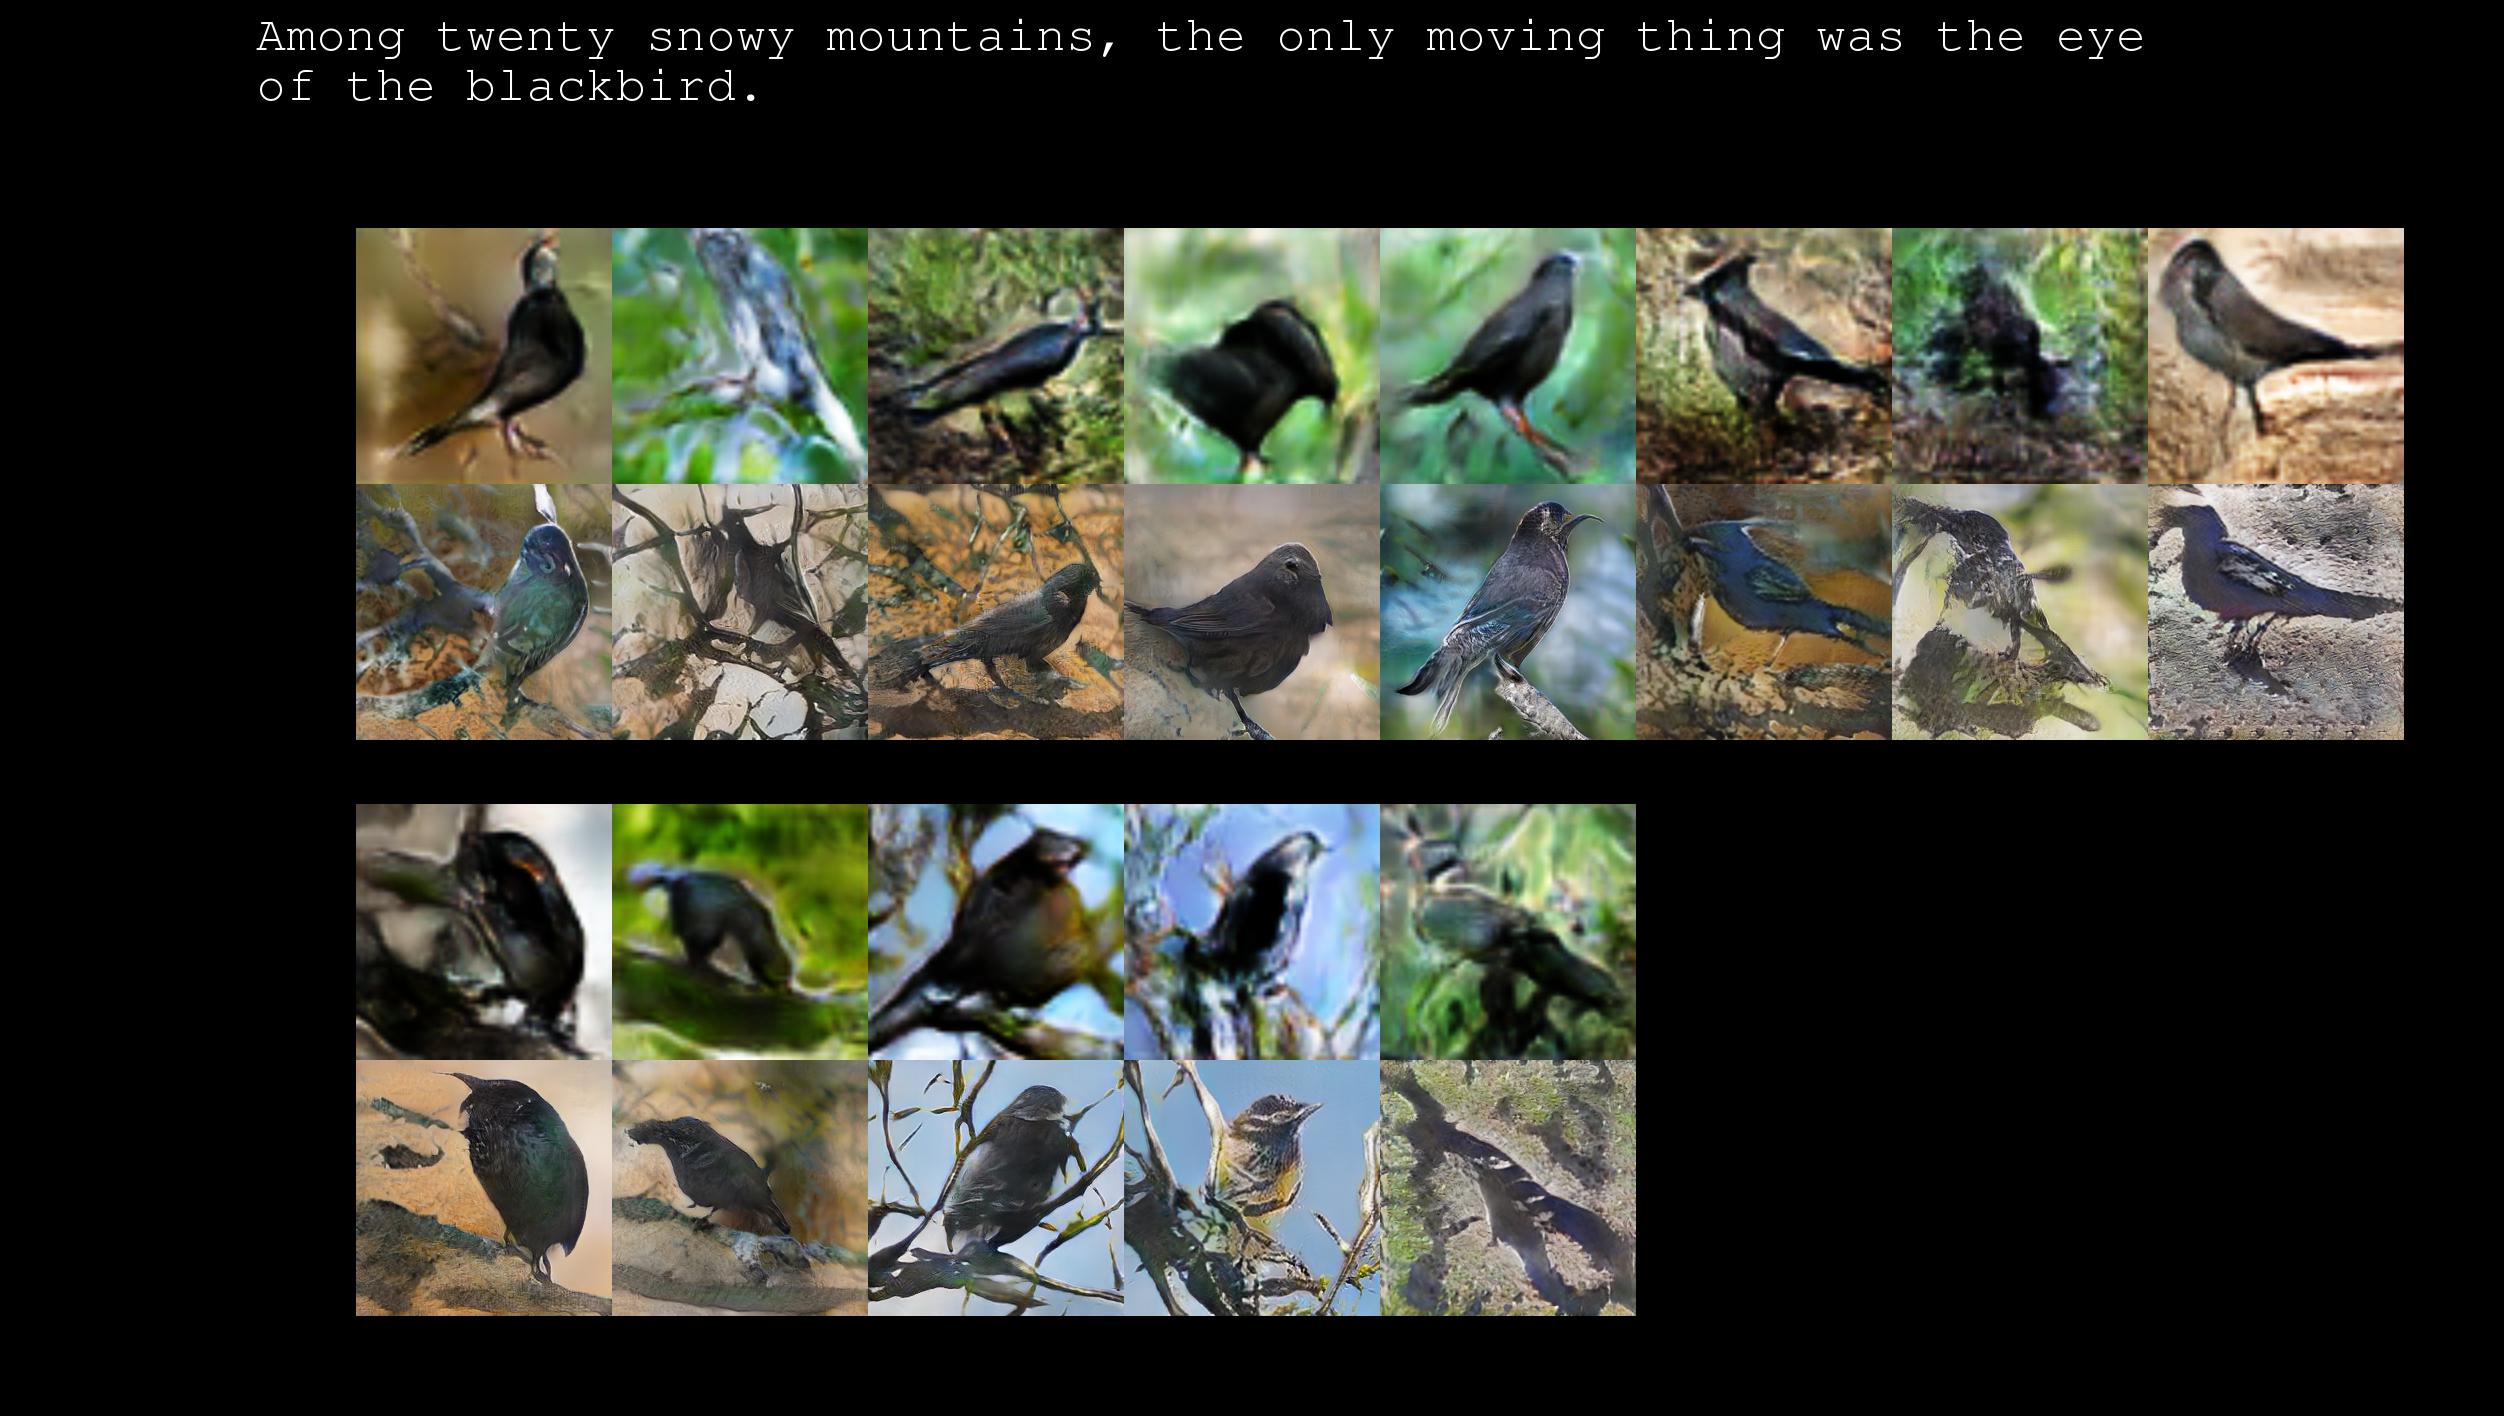 Among twenty snowy mountains, the only moving thing was the eye
of the blackbird.